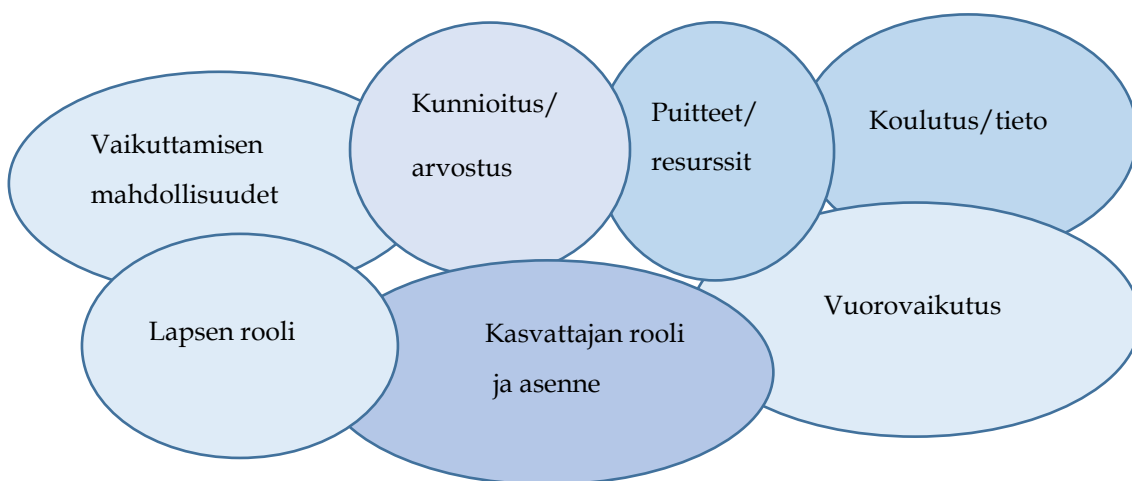 Vaikuttamisen
mahdollisuudet
Kunnioitus/
arvostus
Puitteet/
resurssit
Koulutus/tieto
Lapsen rooli
Kasvattajan rooli
ja asenne
Vuorovaikutus